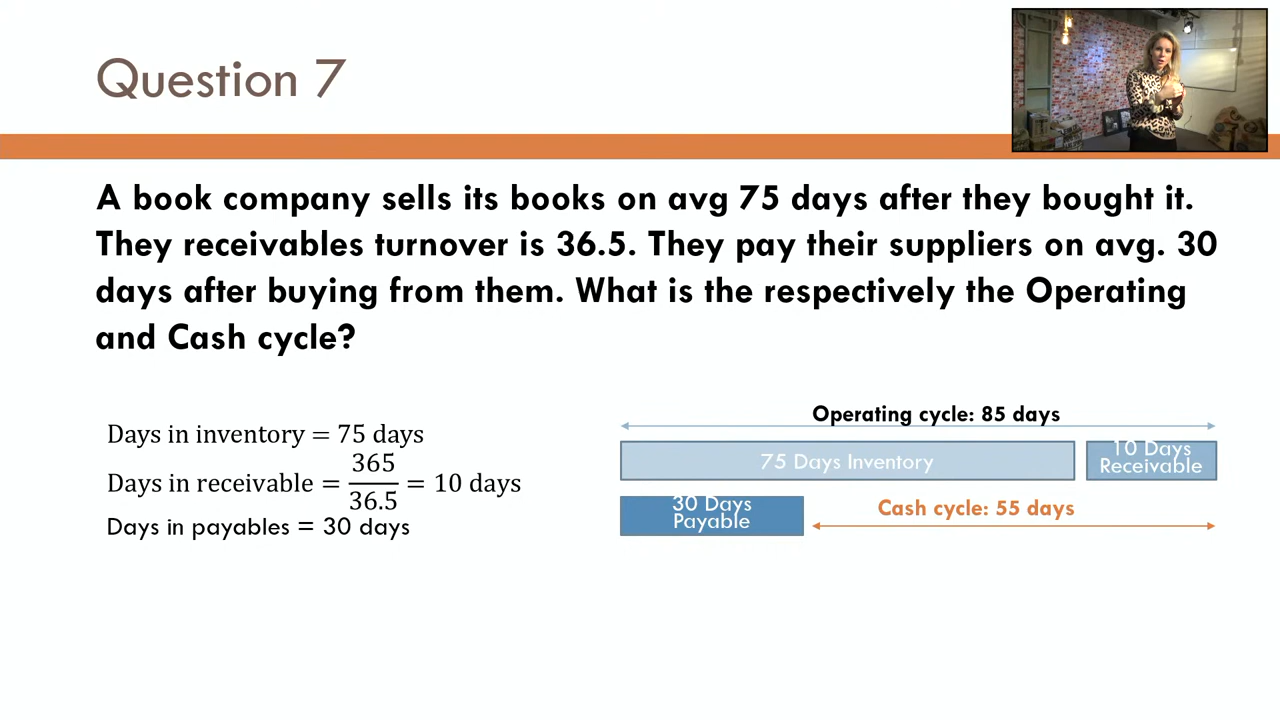 Question 7
A book company sells its books on avg 75 days after they bought it.
They receivables turnover is 36.5. They pay their suppliers on avg. 30
days after buying from them. What is the respectively the Operating
and Cash cycle?
Days in inventory = 75 days
Days in receivable = 365/36.5 = 10 days
Days in payables = 30 days
Operating cycle: 85 days
75 Days Inventory
10 Days
Receivable
30 Days
Payable
Cash cycle: 55 days